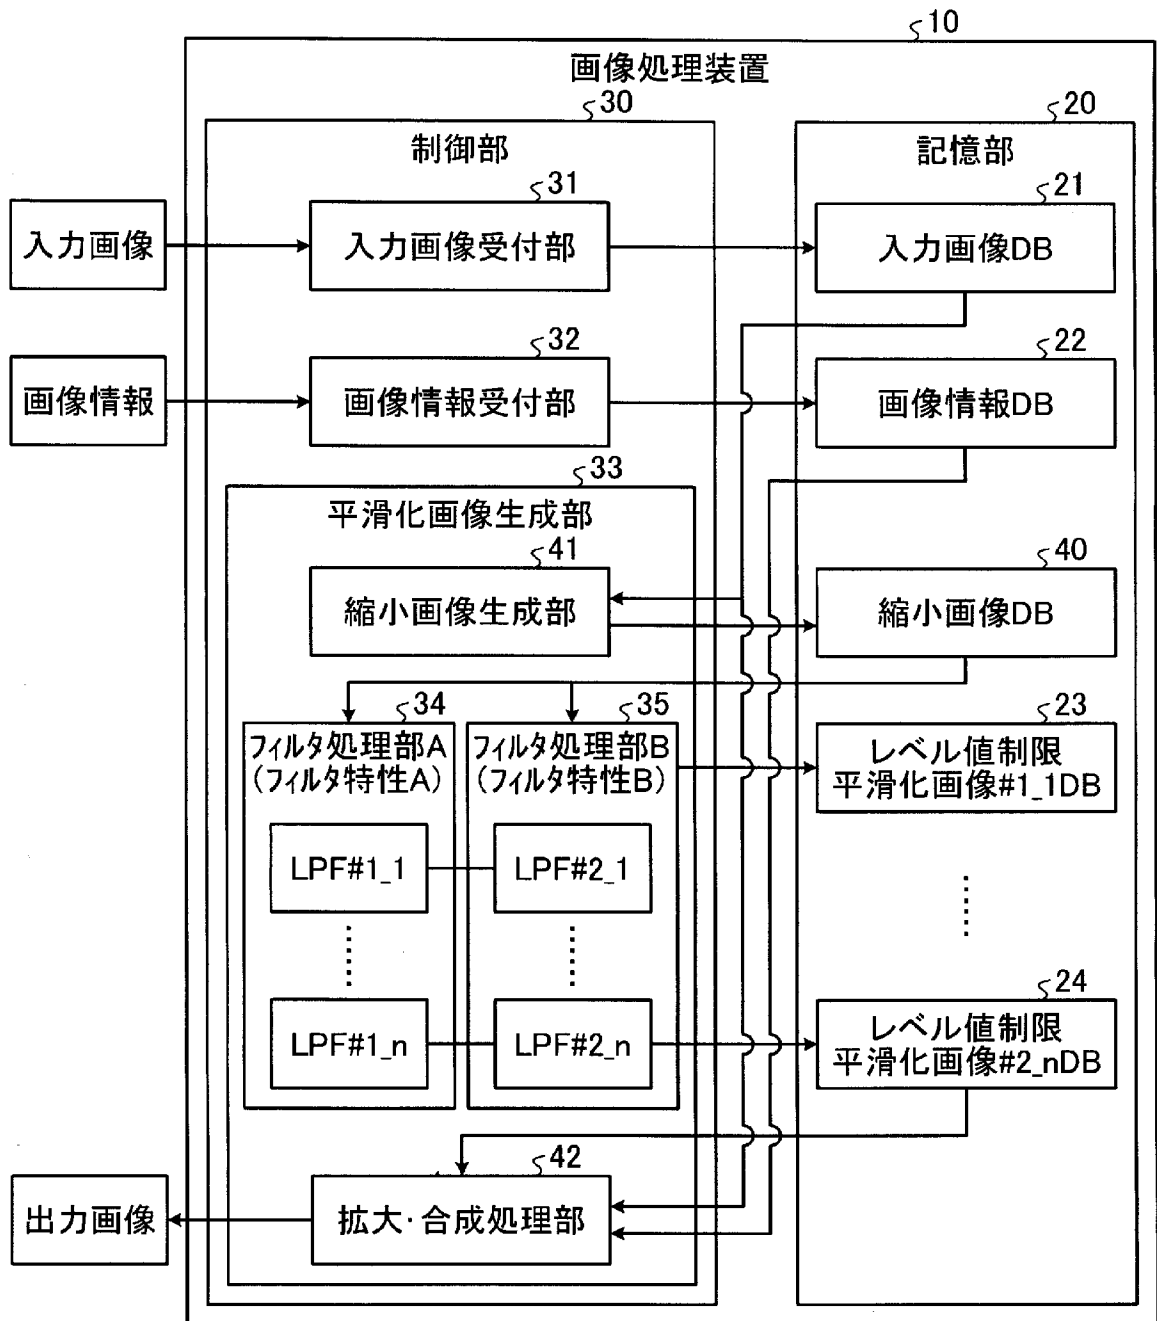 10
画像処理装置
30
20
制御部
記憶部
31
21
入力画像
入力画像受付部
入力画像DB
32
22
画像情報
画像情報受付部
画像情報DB
33
平滑化画像生成部
41
40
縮小画像生成部
縮小画像DB
34
35
23
フィルタ処理部A
(フィルタ特性A)
フィルタ処理部B
(フィルタ特性B)
レベル値制限
平滑化画像#1_1DB
LPF#1_1
LPF#2_1
24
LPF#1_n
LPF#2_n
レベル値制限
平滑化画像#2_nDB
42
出力画像
拡大・合成処理部